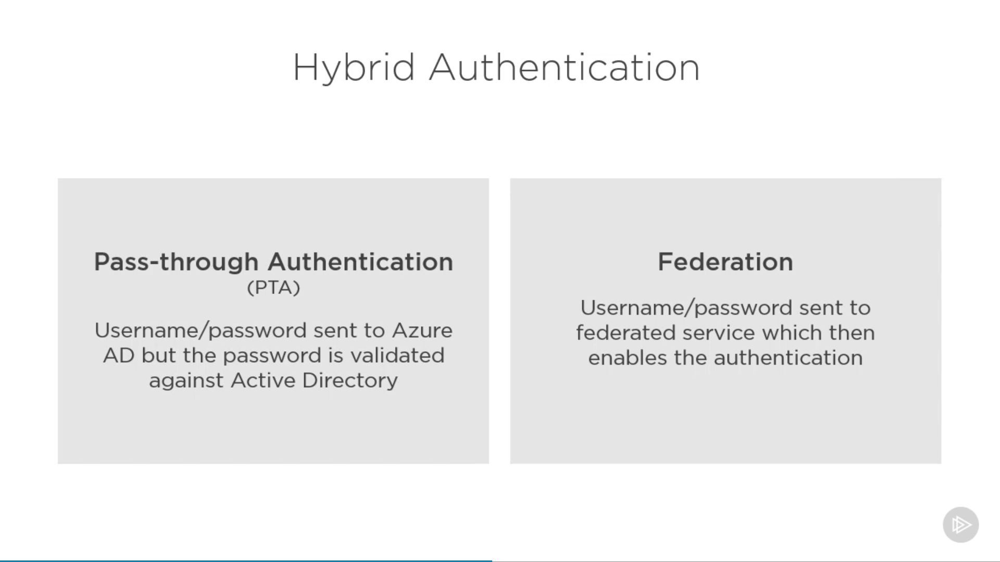 Hybrid Authentication
Pass-through Authentication
(PTA)
Username/password sent to Azure
AD but the password is validated
against Active Directory
Federation
Username/password sent to
federated service which then
enables the authentication